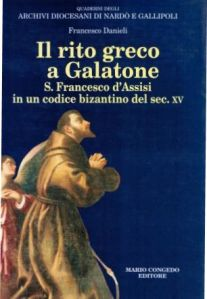 QUADERNI DEGLI
ARCHIVI DIOCESANI DI NARDÒ E GALLIPOLI
Francesco Danieli
Il rito greco
a Galatone
S. Francesco d'Assisi
in un codice bizantino del sec. XV
MARIO CONGEDO
EDITORE